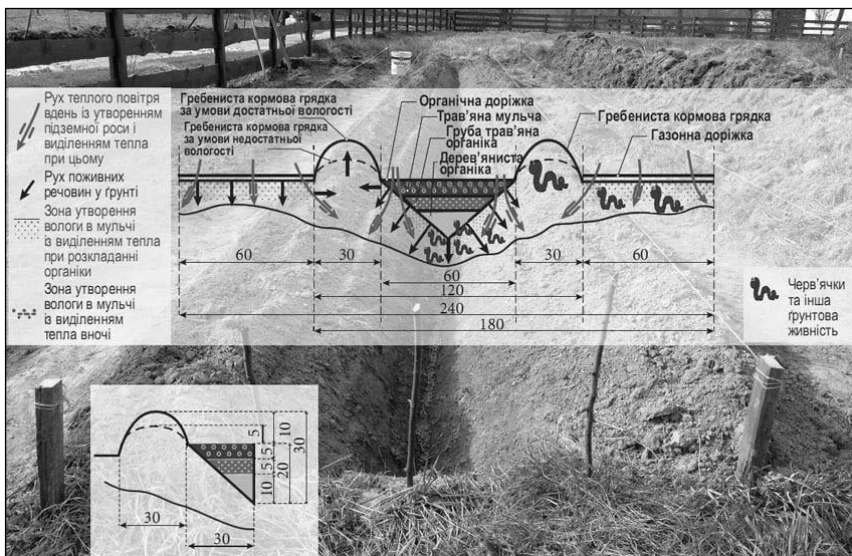 Рух теплого повітря
вдень із утворенням
підземної роси і
виділенням тепла
при цьому
Рух поживних
речовин у ґрунті
Зона утворення
вологи в мульчі
із виділенням тепла
при розкладанні
органіки
Зона утворення
вологи в мульчі
із виділенням
тепла вночі
Гребениста кормова грядка
за умови достатньої вологості
Гребениста кормова грядка
за умови недостатньої
вологості
Органічна доріжка
Трав'яна мульча
Груба трав'яна
органіка
Дерев'яниста
органіка
Гребениста кормова грядка
Газонна доріжка
60
30
60
30
60
120
240
180
Черв'ячки
та інша
ґрунтова
живність
5
10
30
5
5
20
10
30
30